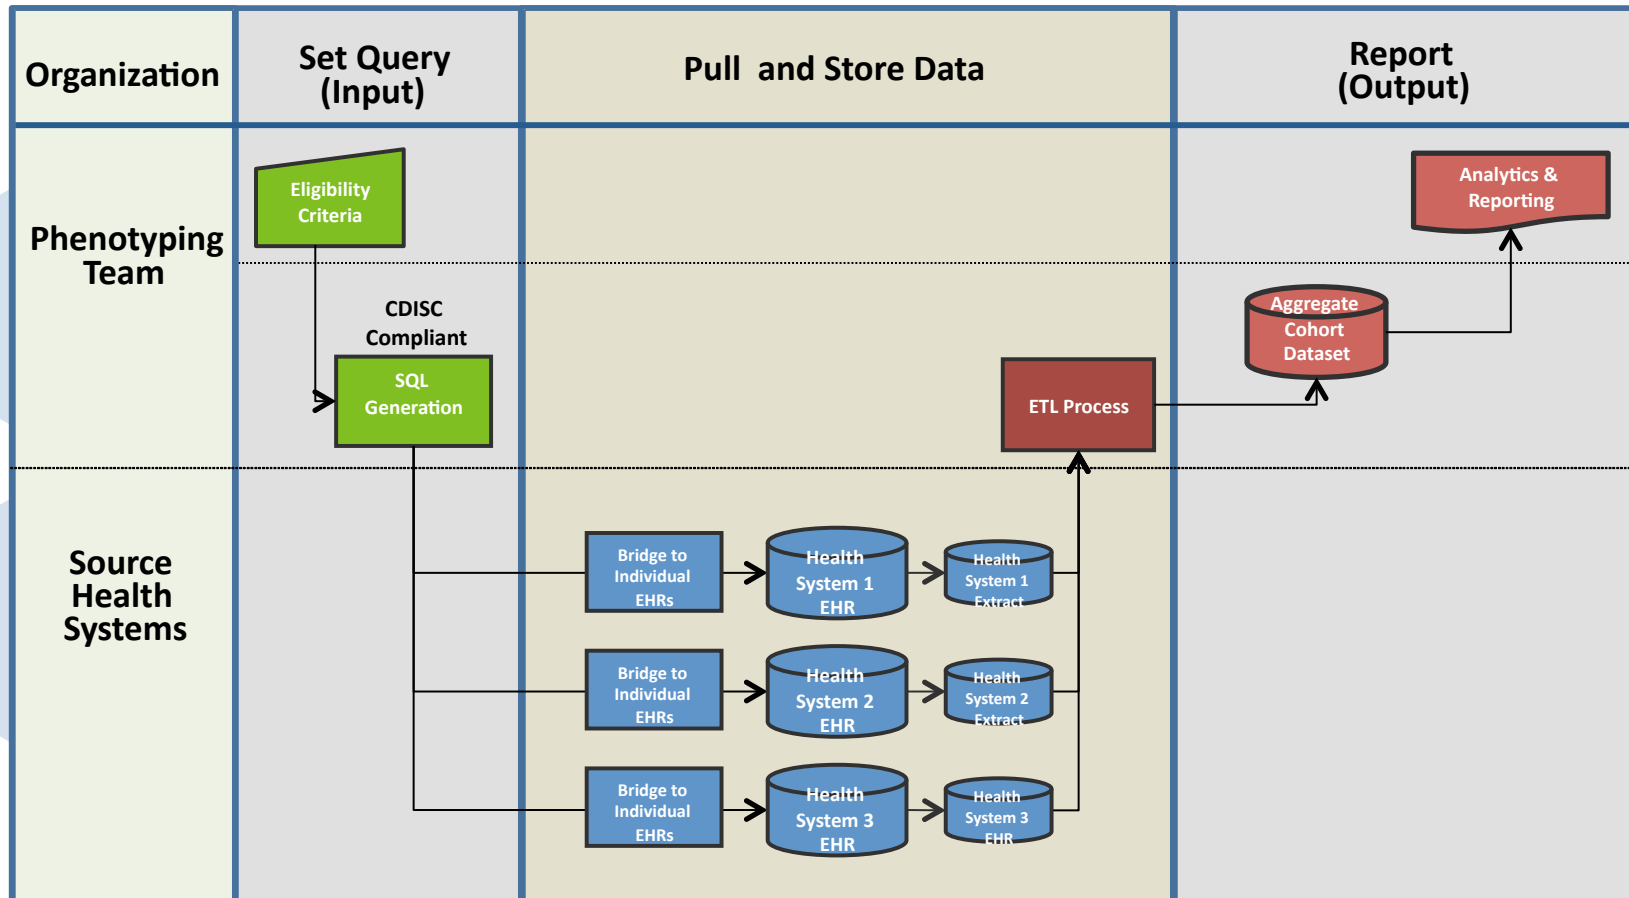 Organization
Set Query
(Input)
Pull and Store Data
Report
(Output)
Phenotyping
Team
Eligibility
Criteria
CDISC
Compliant
SQL
Generation
ETL Process
Aggregate
Cohort
Dataset
Analytics &
Reporting
Source
Health
Systems
Bridge to
Individual
EHRs
Health
System 1
EHR
Health
System 1
Extract
Bridge to
Individual
EHRs
Health
System 2
EHR
Health
System 2
Extract
Bridge to
Individual
EHRs
Health
System 3
EHR
Health
System 3
EHR